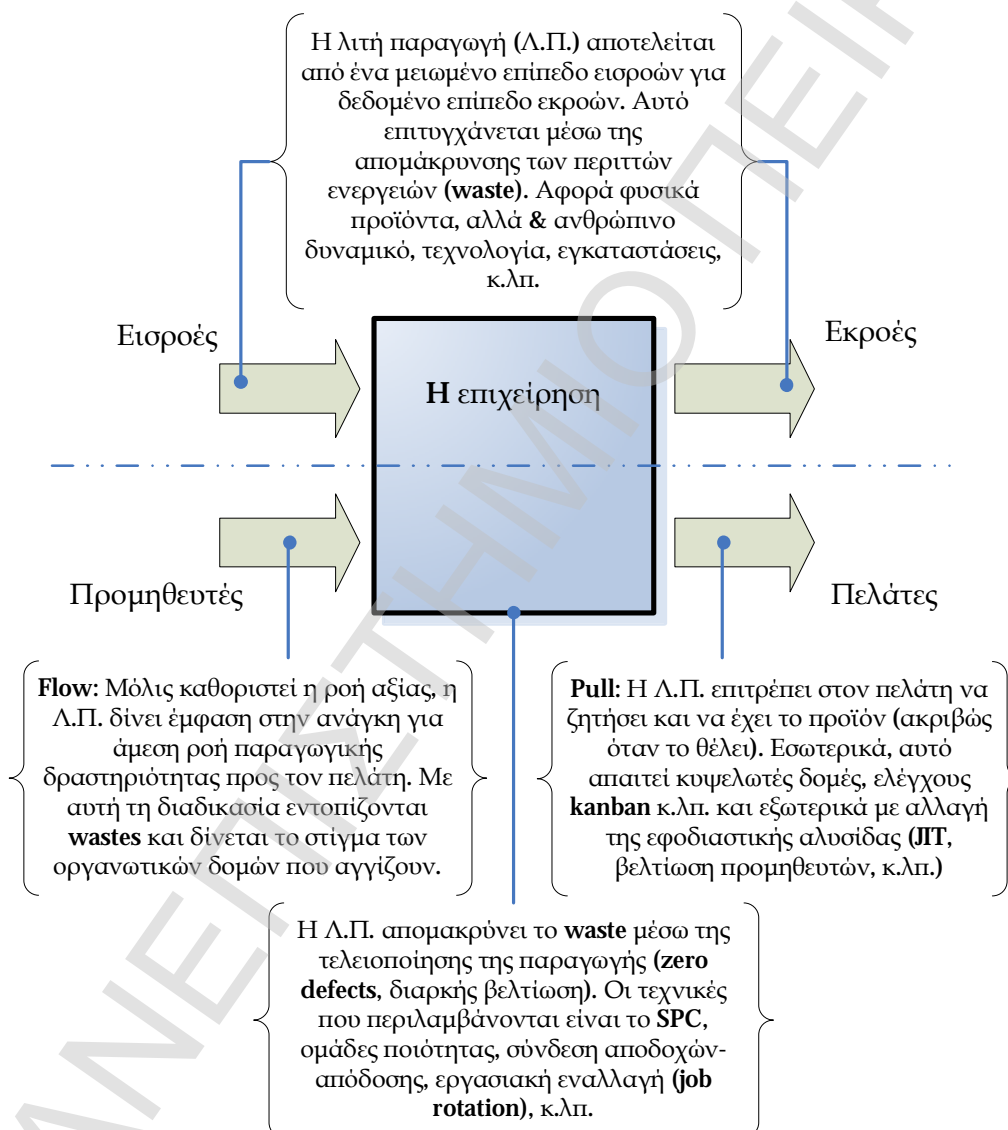 Η λιτή παραγωγή (Λ.Π.) αποτελείται
από ένα μειωμένο επίπεδο εισροών για
δεδομένο επίπεδο εκροών. Αυτό
επιτυγχάνεται μέσω της
απομάκρυνσης των περιττών
ενεργειών (waste). Αφορά φυσικά
προϊόντα, αλλά & ανθρώπινο
δυναμικό, τεχνολογία, εγκαταστάσεις,
κ.λπ.
Εισροές
Εκροές
Η επιχείρηση
Προμηθευτές
Πελάτες
Flow: Μόλις καθοριστεί η ροή αξίας, η
Λ.Π. δίνει έμφαση στην ανάγκη για
άμεση ροή παραγωγικής
δραστηριότητας προς τον πελάτη. Με
αυτή τη διαδικασία εντοπίζονται
wastes και δίνεται το στίγμα των
οργανωτικών δομών που αγγίζουν.
Pull: Η Λ.Π. επιτρέπει στον πελάτη να
ζητήσει και να έχει το προϊόν (ακριβώς
όταν το θέλει). Εσωτερικά, αυτό
απαιτεί κυψελωτές δομές, ελέγχους
kanban κ.λπ. και εξωτερικά με αλλαγή
της εφοδιαστικής αλυσίδας (JIT,
βελτίωση προμηθευτών, κ.λπ.)
Η Λ.Π. απομακρύνει το waste μέσω της
τελειοποίησης της παραγωγής (zero
defects, διαρκής βελτίωση). Οι τεχνικές
που περιλαμβάνονται είναι το SPC,
ομάδες ποιότητας, σύνδεση αποδοχών-
απόδοσης, εργασιακή εναλλαγή (job
rotation), κ.λπ.
ΑΝΕΠΙΣΤΗΜΙΟ ΠΕΙΡ